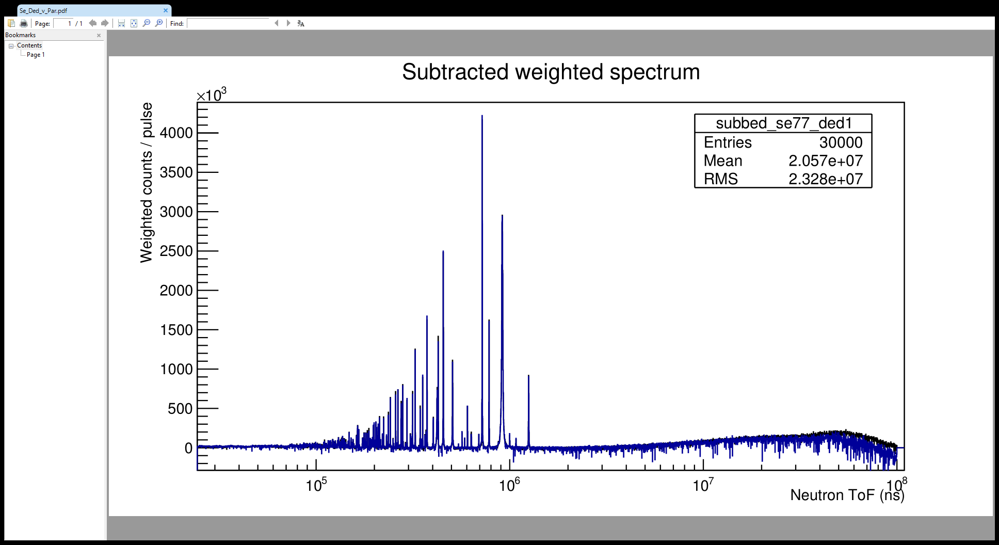 Se_Ded_v_Par.pdf
Page: 1 / 1 Find:
Bookmarks
Contents
Page 1
Subtracted weighted spectrum
×10³
Weighted counts / pulse
4000
3500
3000
2500
2000
1500
1000
500
0
subbed_se77_ded1
Entries 30000
Mean 2.057e+07
RMS 2.328e+07
10⁵ 10⁶ 10⁷ 10⁸
Neutron ToF (ns)